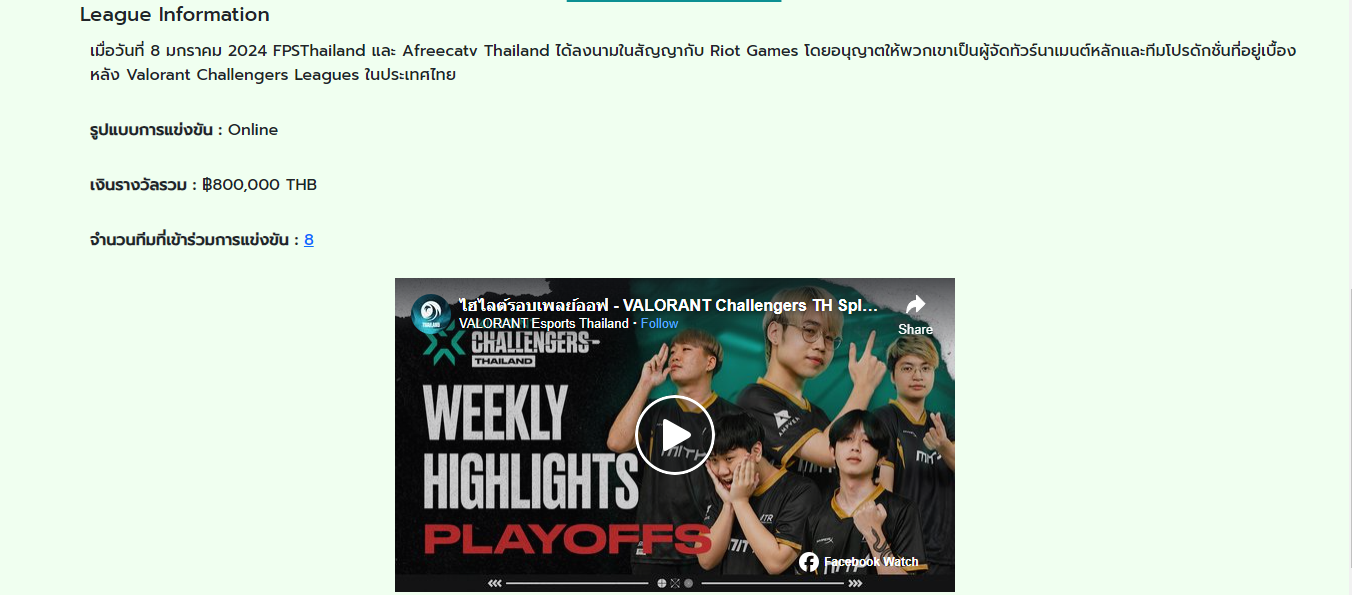 League Information
เมื่อวันที่ 8 มกราคม 2024 FPSThailand และ Afreecatv Thailand ได้ลงนามในสัญญากับ Riot Games โดยอนุญาตให้พวกเขาเป็นผู้จัดทัวร์นาเมนต์หลักและทีมโปรดักชั่นที่อยู่เบื้อง
หลัง Valorant Challengers Leagues ในประเทศไทย
รูปแบบการแข่งขัน : Online
เงินรางวัลรวม : ฿800,000 THB
จำนวนทีมที่เข้าร่วมการแข่งขัน : 8
ไฮไลต์รอบเพลย์ออฟ - VALORANT Challengers TH Spl...
VALORANT Esports Thailand · Follow
Share
CHALLENGERS
THAILAND
WEEKLY
HIGHLIGHTS
PLAYOFFS
AMPVEL
MITH
Facebook Watch